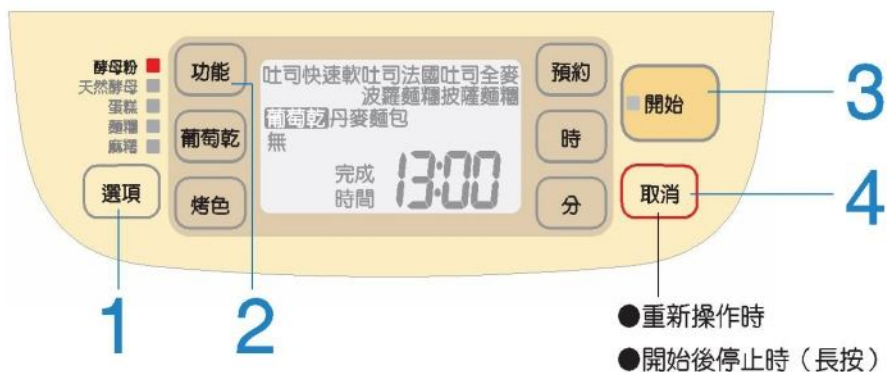 酵母粉
天然酵母
蛋糕
麵糰
麻糬
選項
功能
葡萄乾
烤色
吐司快速軟吐司法國吐司全麥
波羅麵糰披薩麵糰
葡萄乾丹麥麵包
無
完成
時間
13:00
預約
時
分
開始
取消
1
2
3
4
●重新操作時
●開始後停止時（長按）